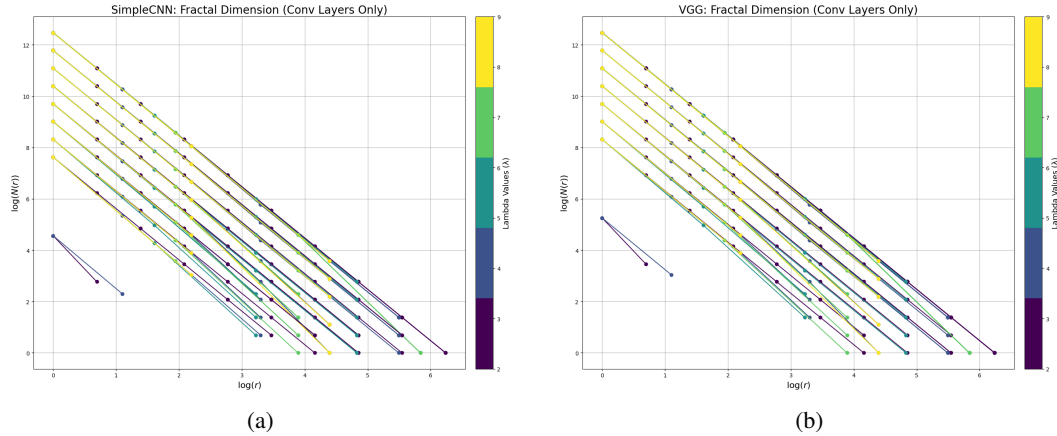 SimpleCNN: Fractal Dimension (Conv Layers Only)
12
10
8
6
4
2
0
log(N(r))
0 1 2 3 4 5 6
log(r)
9
8
7
6
5
4
3
2
Lambda Values (λ)
(a)
VGG: Fractal Dimension (Conv Layers Only)
12
10
8
6
4
2
0
log(N(r))
0 1 2 3 4 5 6
log(r)
9
8
7
6
5
4
3
2
Lambda Values (λ)
(b)